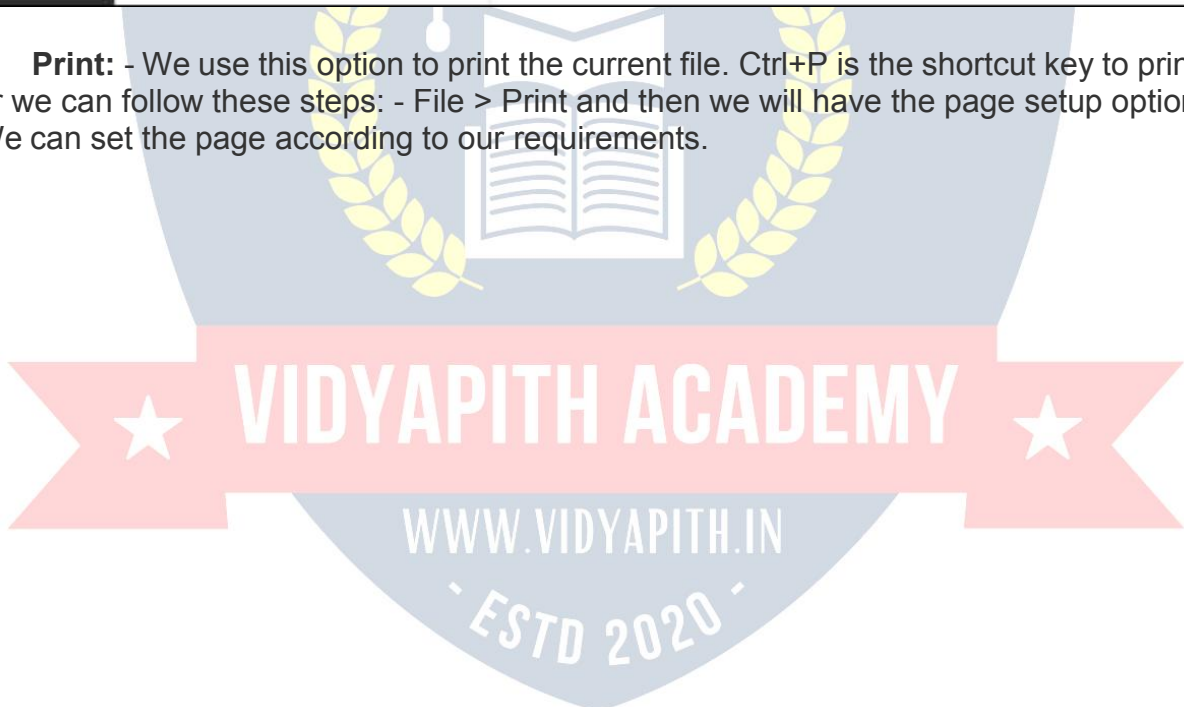 Print: - We use this option to print the current file. Ctrl+P is the shortcut key to prin
r we can follow these steps: - File > Print and then we will have the page setup option
We can set the page according to our requirements.
VIDYAPITH ACADEMY
WWW.VIDYAPITH.IN
- ESTD 2020 -